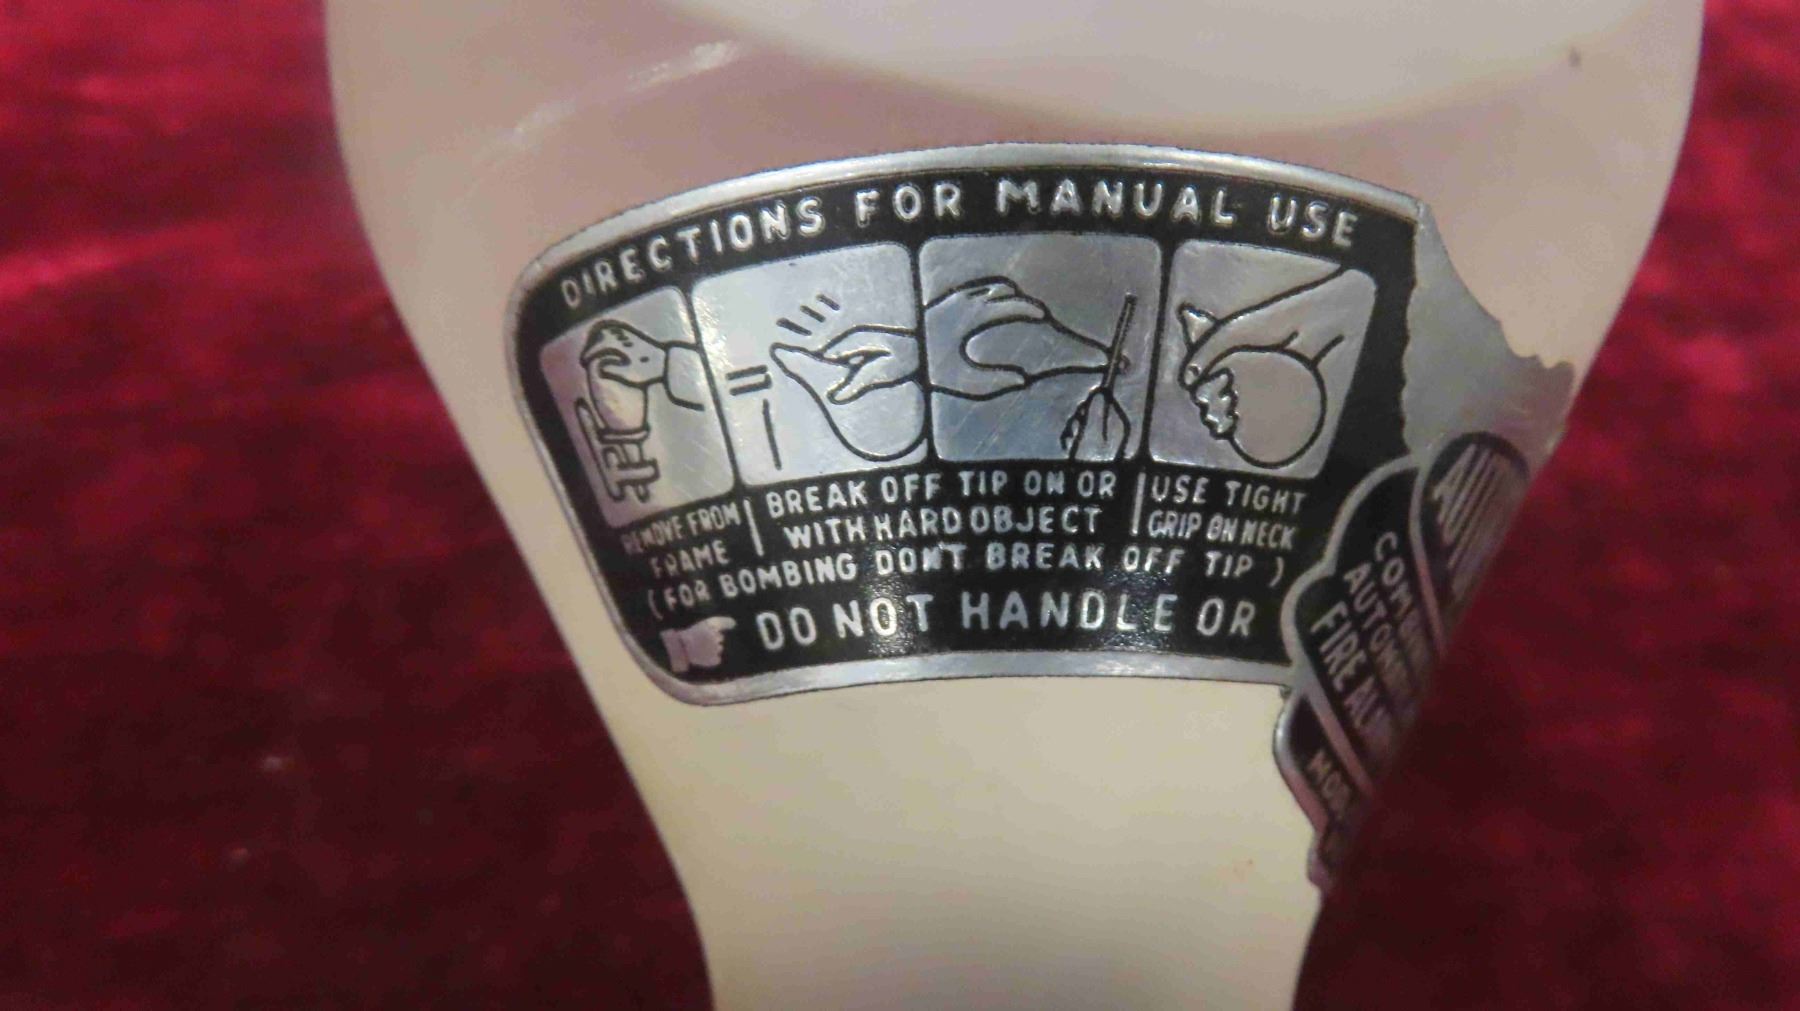 DIRECTIONS FOR MANUAL USE
REMOVE FROM
FRAME
BREAK OFF TIP ON OR
WITH HARD OBJECT
USE TIGHT
GRIP ON NECK
(FOR BOMBING DON'T BREAK OFF TIP)
DO NOT HANDLE OR
FIRE